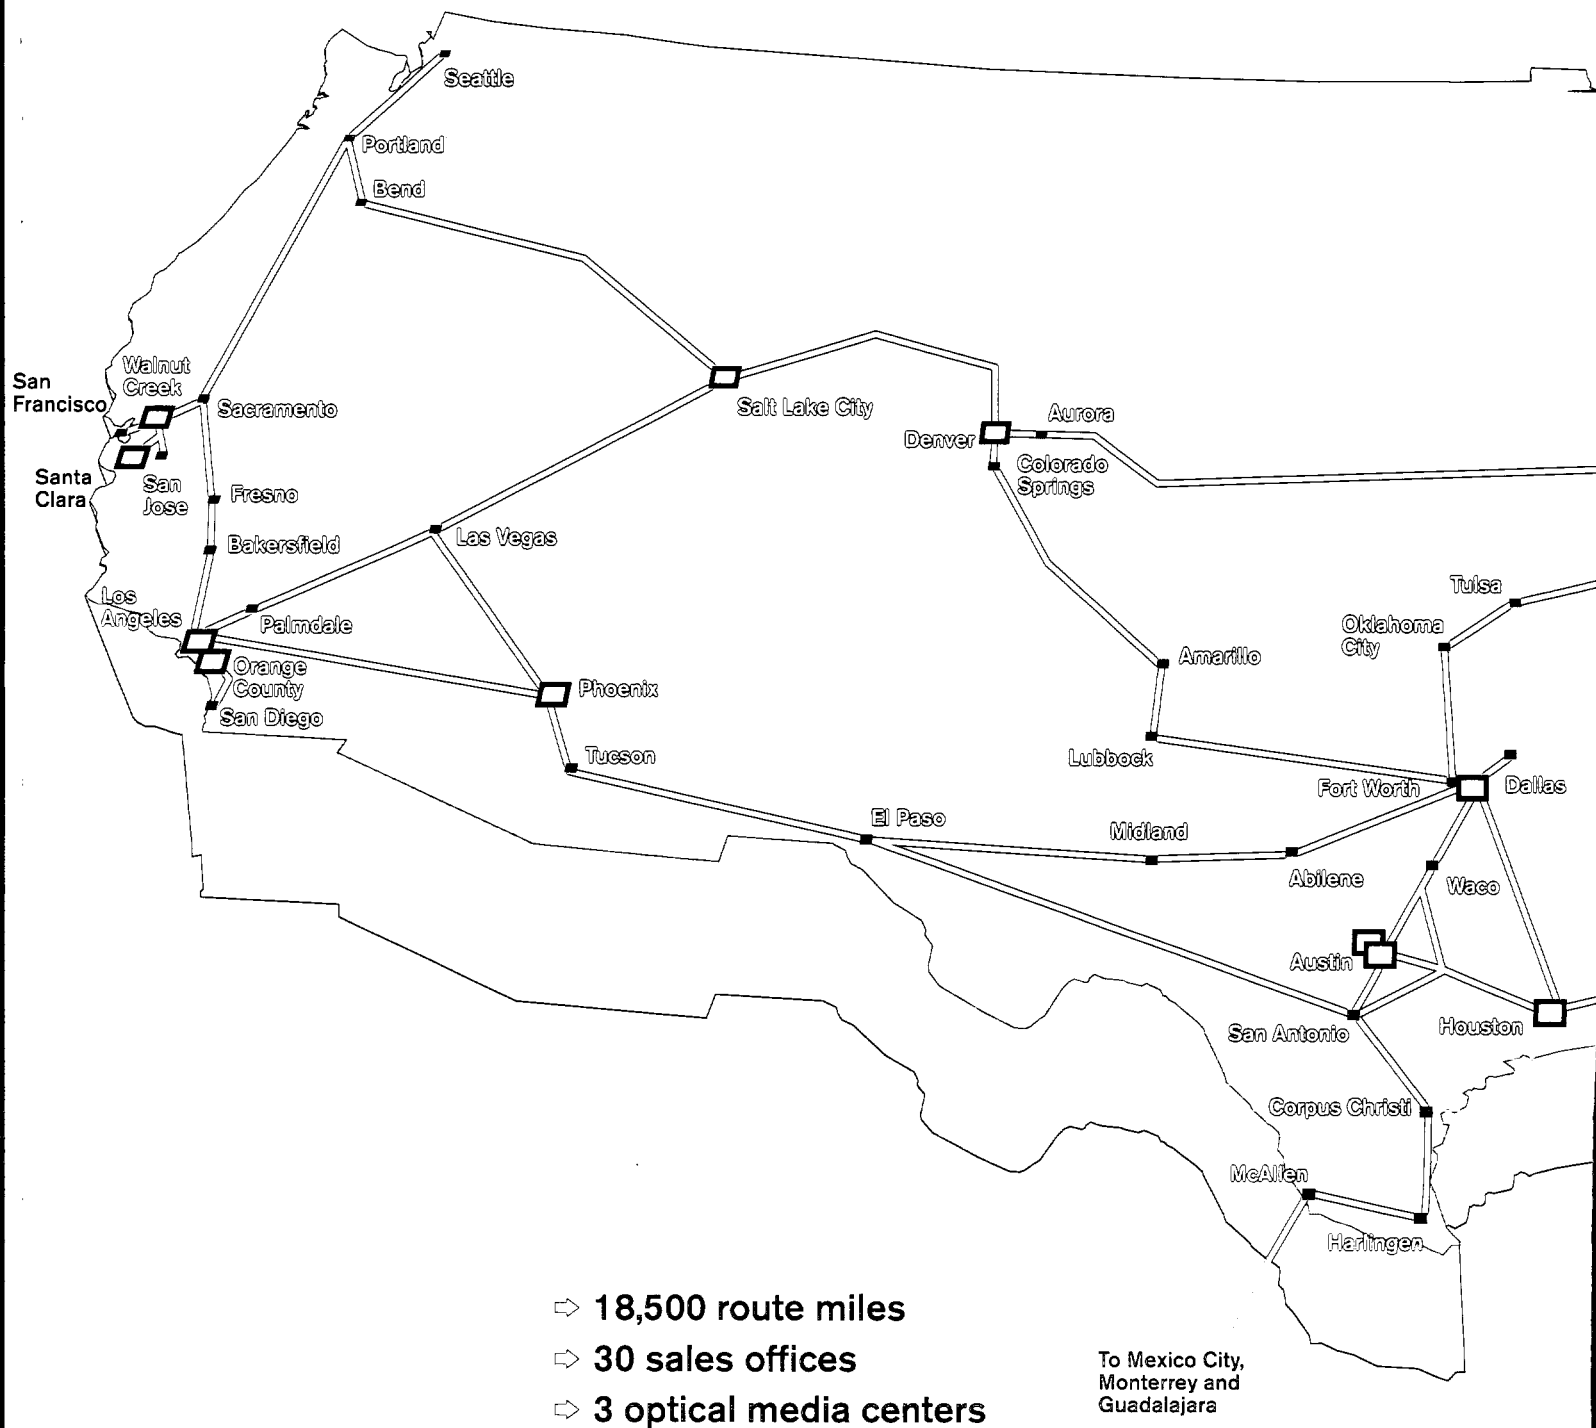 Seattle
Portland
Bend
Walnut
Creek
San
Francisco
Sacramento
Salt Lake City
Aurora
Denver
Colorado
Springs
Santa
Clara
San
Jose
Fresno
Bakersfield
Las Vegas
Los
Angeles
Palmdale
Tulsa
Oklahoma
City
Amarillo
Orange
County
Phoenix
San Diego
Tucson
Lubbock
Fort Worth
Dallas
El Paso
Midland
Abilene
Waco
Austin
San Antonio
Houston
Corpus Christi
McAllen
Harlingen
⇨ 18,500 route miles
⇨ 30 sales offices
⇨ 3 optical media centers
To Mexico City,
Monterrey and
Guadalajara